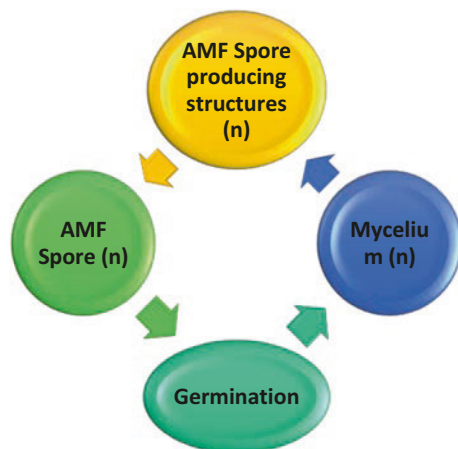 AMF Spore
producing
structures
(n)
AMF
Spore (n)
Myceliu
m (n)
Germination